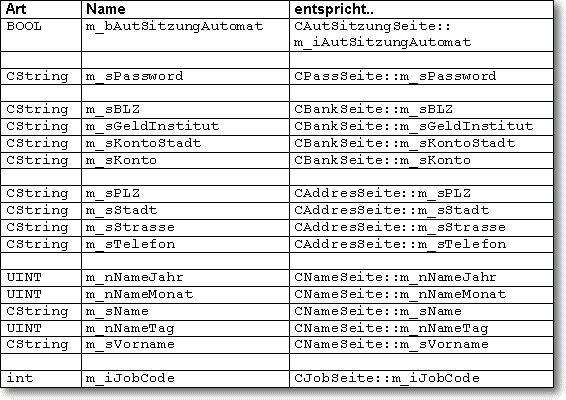 Art Name entspricht..
BOOL m_bAutSitzungAutomat CAutSitzungSeite::
m_iAutSitzungAutomat
CString m_sPassword CPassSeite::m_sPassword
CString m_sBLZ CBankSeite::m_sBLZ
CString m_sGeldInstitut CBankSeite::m_sGeldInstitut
CString m_sKontoStadt CBankSeite::m_sKontoStadt
CString m_sKonto CBankSeite::m_sKonto
CString m_sPLZ CAddresSeite::m_sPLZ
CString m_sStadt CAddresSeite::m_sStadt
CString m_sStrasse CAddresSeite::m_sStrasse
CString m_sTelefon CAddresSeite::m_sTelefon
UINT m_nNameJahr CNameSeite::m_nNameJahr
UINT m_nNameMonat CNameSeite::m_nNameMonat
CString m_sName CNameSeite::m_sName
UINT m_nNameTag CNameSeite::m_nNameTag
CString m_sVorname CNameSeite::m_sVorname
int m_iJobCode CJobSeite::m_iJobCode